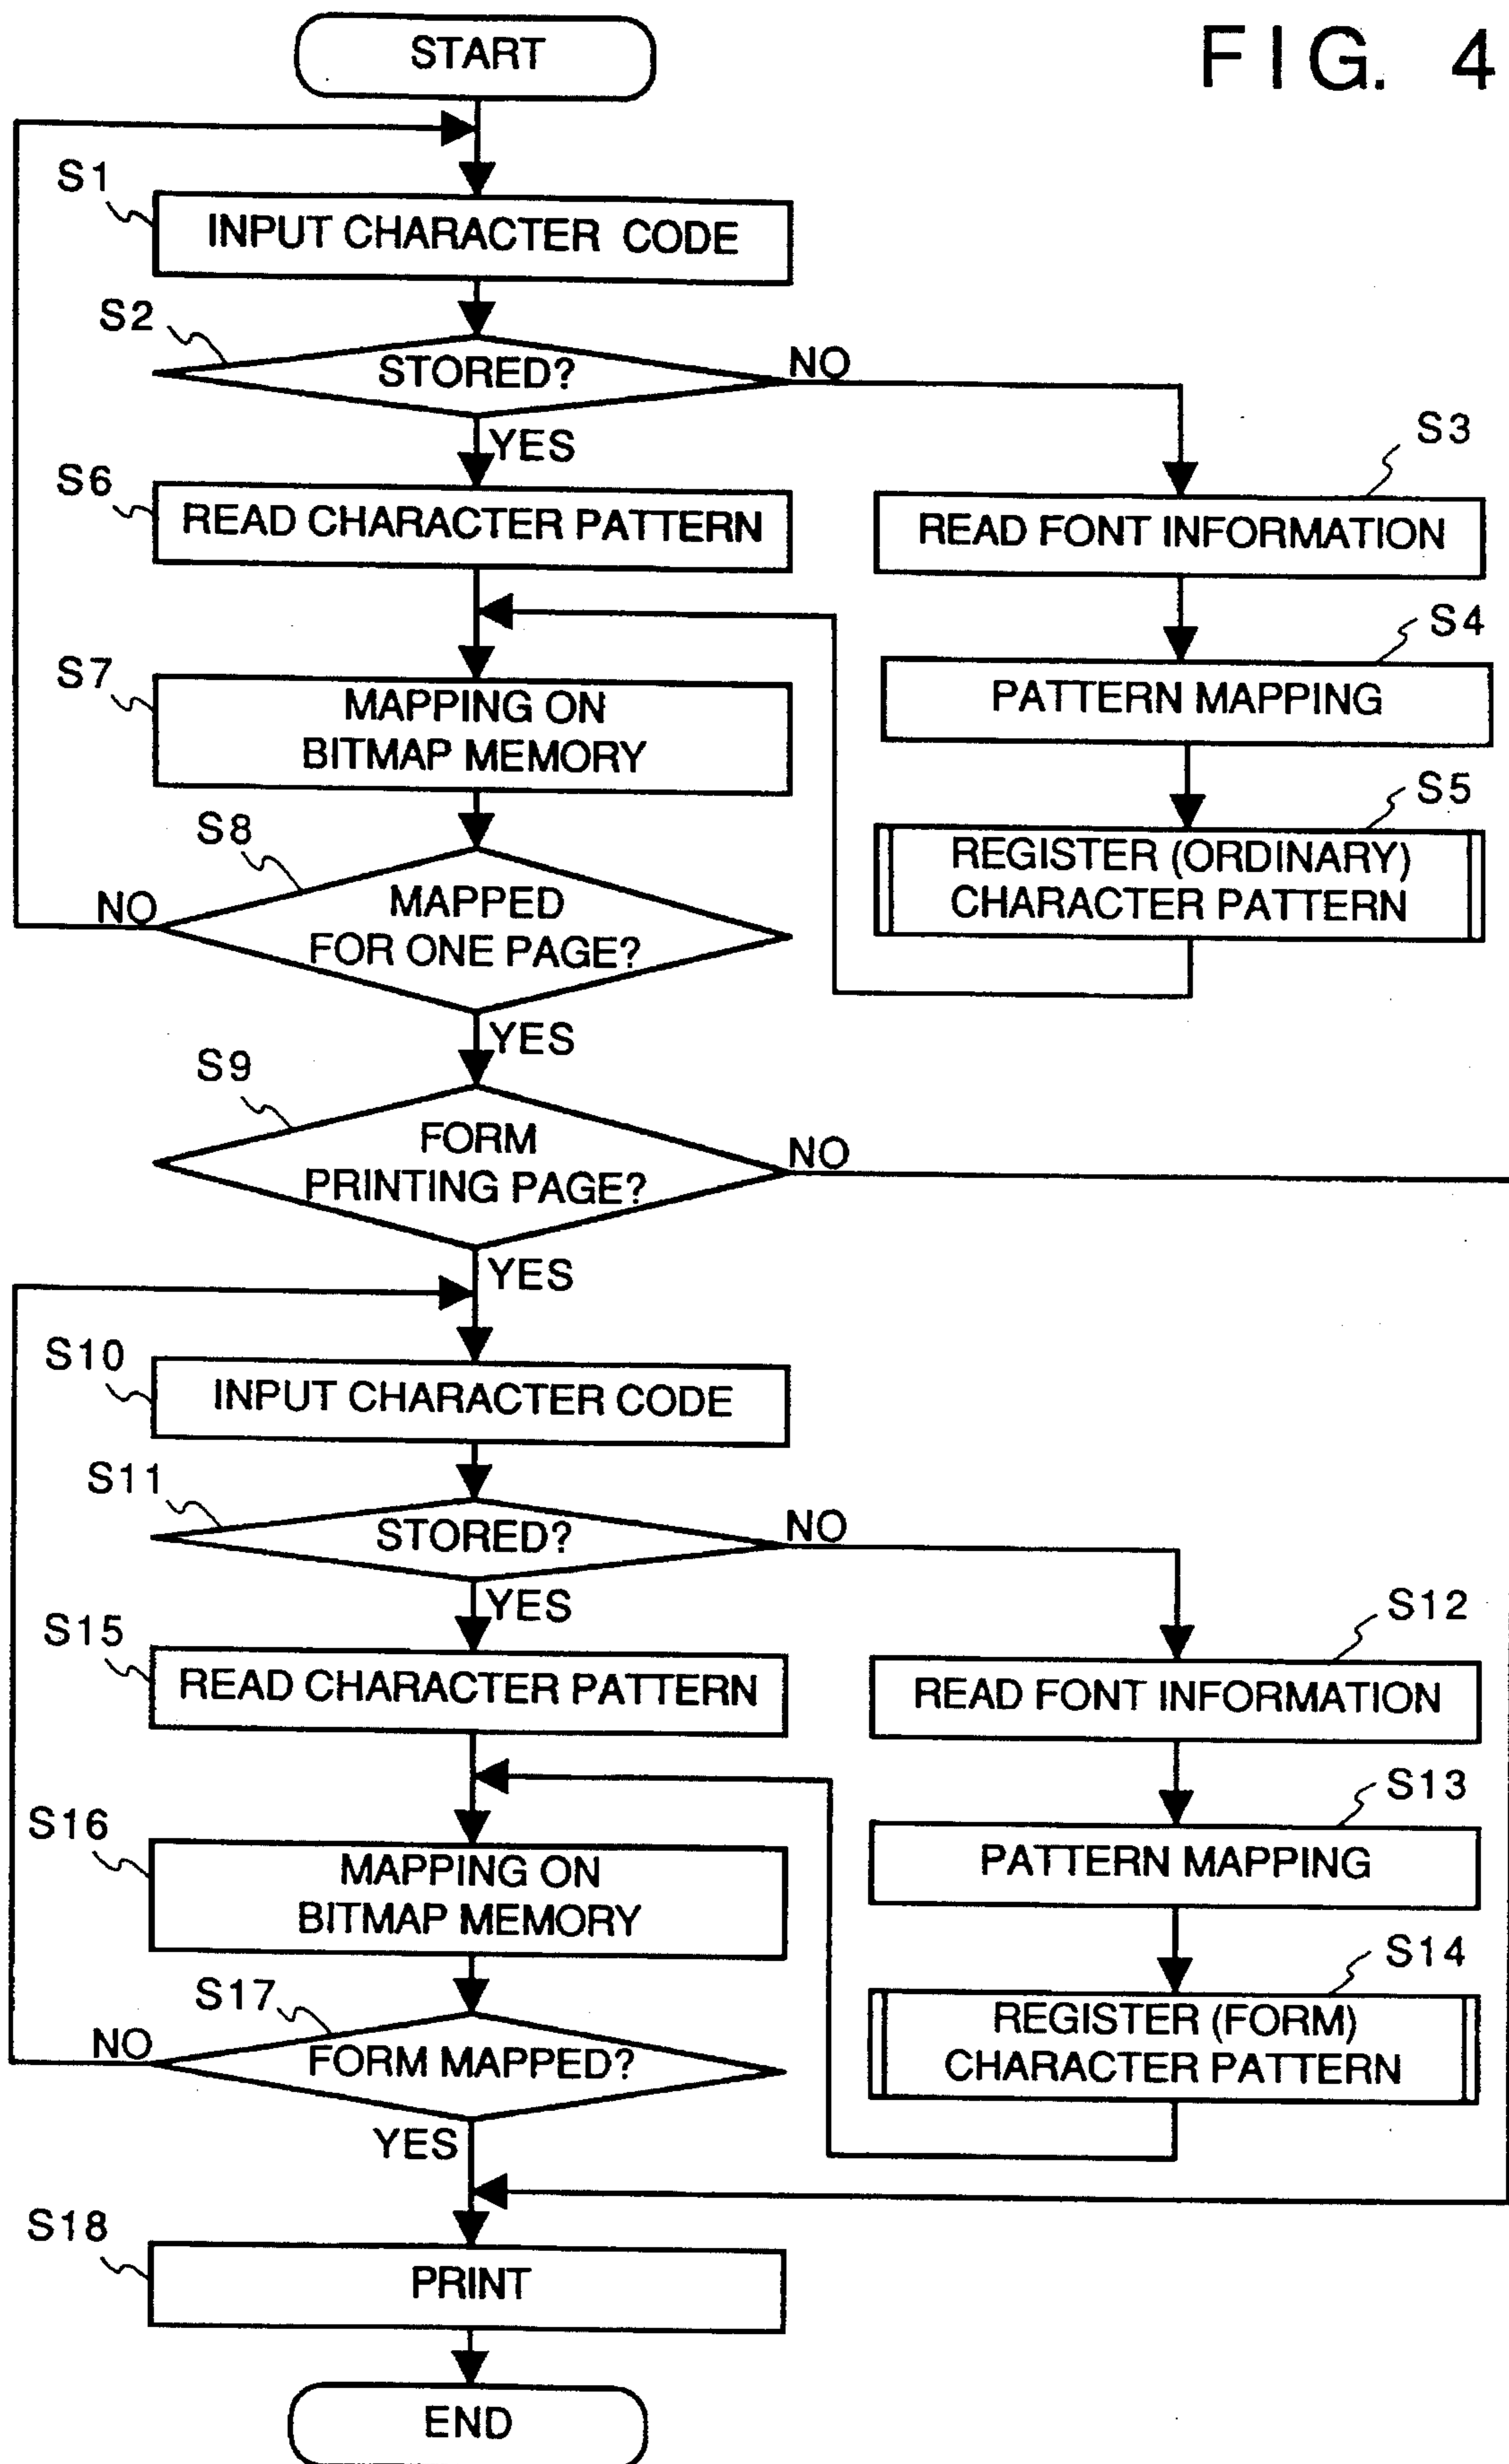 FIG. 4
START
S1
INPUT CHARACTER CODE
S2
STORED?
NO
YES
S3
READ FONT INFORMATION
S6
READ CHARACTER PATTERN
S4
PATTERN MAPPING
S7
MAPPING ON
BITMAP MEMORY
S5
REGISTER (ORDINARY)
CHARACTER PATTERN
S8
MAPPED
FOR ONE PAGE?
NO
YES
S9
FORM
PRINTING PAGE?
NO
YES
S10
INPUT CHARACTER CODE
S11
STORED?
NO
YES
S12
READ FONT INFORMATION
S15
READ CHARACTER PATTERN
S13
PATTERN MAPPING
S16
MAPPING ON
BITMAP MEMORY
S14
REGISTER (FORM)
CHARACTER PATTERN
S17
FORM MAPPED?
NO
YES
S18
PRINT
END